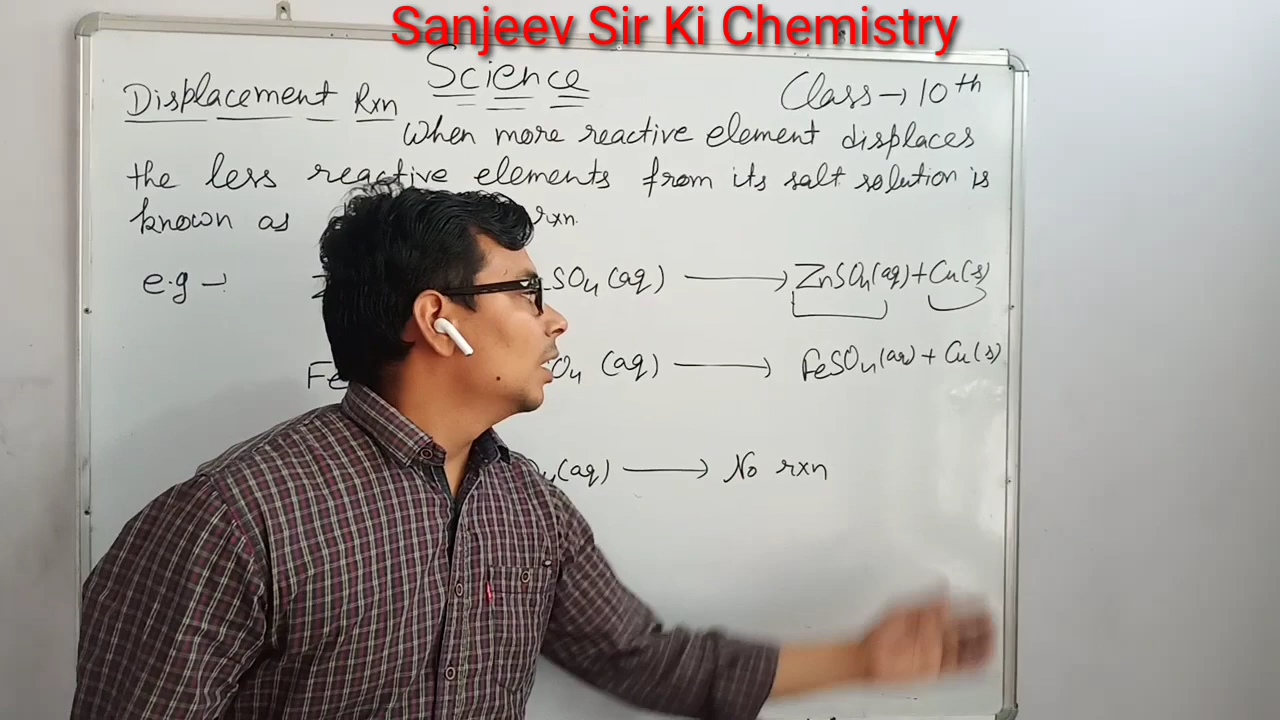 Sanjeev Sir Ki Chemistry
Science
Displacement Rxn
Class → 10th
When more reactive element displaces
the less reactive elements from its salt solution is
known as rxn.
e.g → SO4 (aq) → ZnSO4(aq) + Cu(s)
Fe O4 (aq) → FeSO4(aq) + Cu(s)
(aq) → No rxn